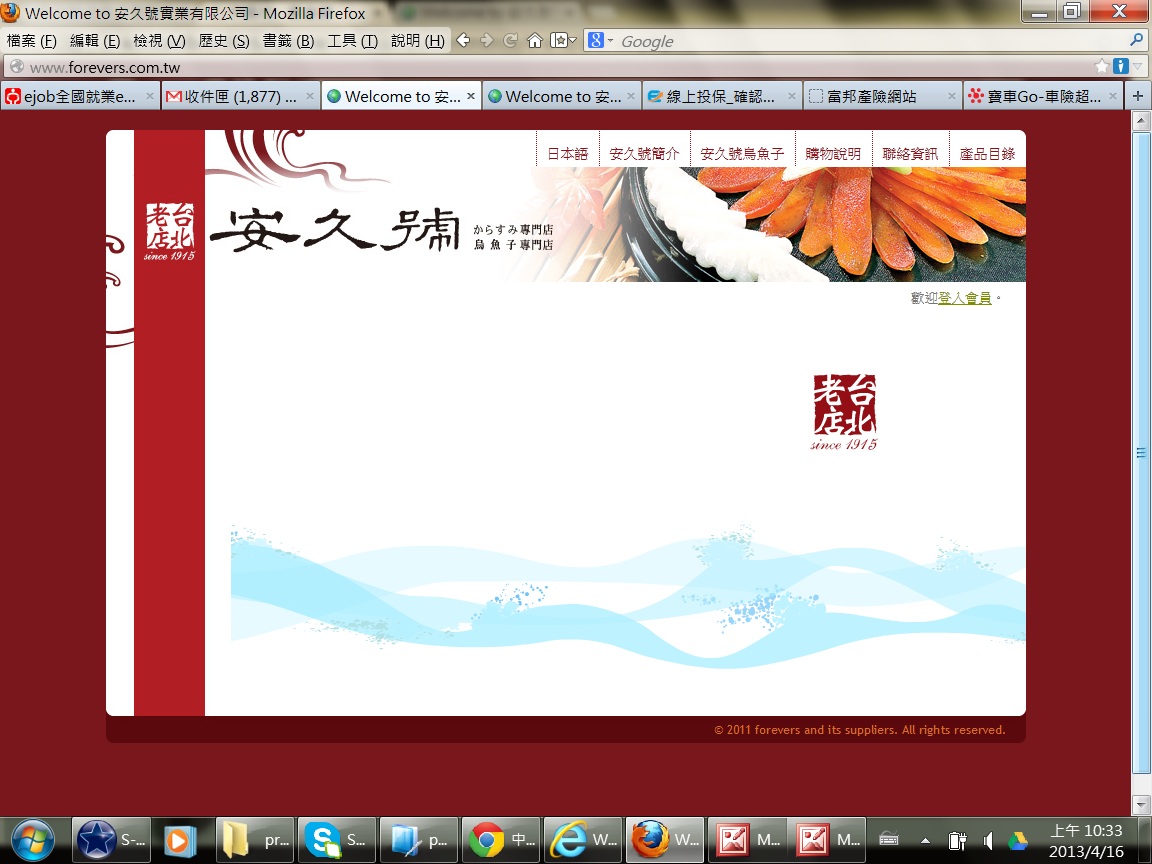 Welcome to 安久號實業有限公司 - Mozilla Firefox
檔案 (F) 編輯 (E) 檢視 (V) 歷史 (S) 書籤 (B) 工具 (T) 說明 (H)
Google
www.forevers.com.tw
ejob全國就業e...
收件匣 (1,877) ...
Welcome to 安...
Welcome to 安...
線上投保_確認...
富邦產險網站
寶車Go-車險超...
日本語
安久號簡介
安久號烏魚子
購物說明
聯絡資訊
產品目錄
台北老店
since 1915
安久號
からすみ專門店
烏魚子專門店
歡迎登入會員。
台北老店
since 1915
© 2011 forevers and its suppliers. All rights reserved.
S-...
pr...
S...
p...
中...
W...
W...
M...
M...
上午 10:33
2013/4/16